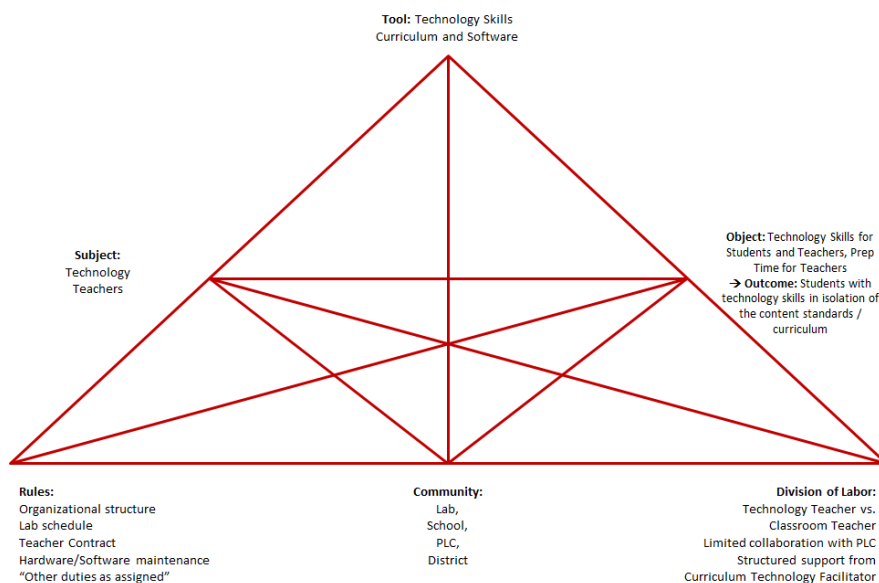 Tool: Technology Skills
Curriculum and Software
Subject:
Technology
Teachers
Object: Technology Skills for
Students and Teachers, Prep
Time for Teachers
→ Outcome: Students with
technology skills in isolation of
the content standards /
curriculum
Rules:
Organizational structure
Lab schedule
Teacher Contract
Hardware/Software maintenance
“Other duties as assigned”
Community:
Lab,
School,
PLC,
District
Division of Labor:
Technology Teacher vs.
Classroom Teacher
Limited collaboration with PLC
Structured support from
Curriculum Technology Facilitator